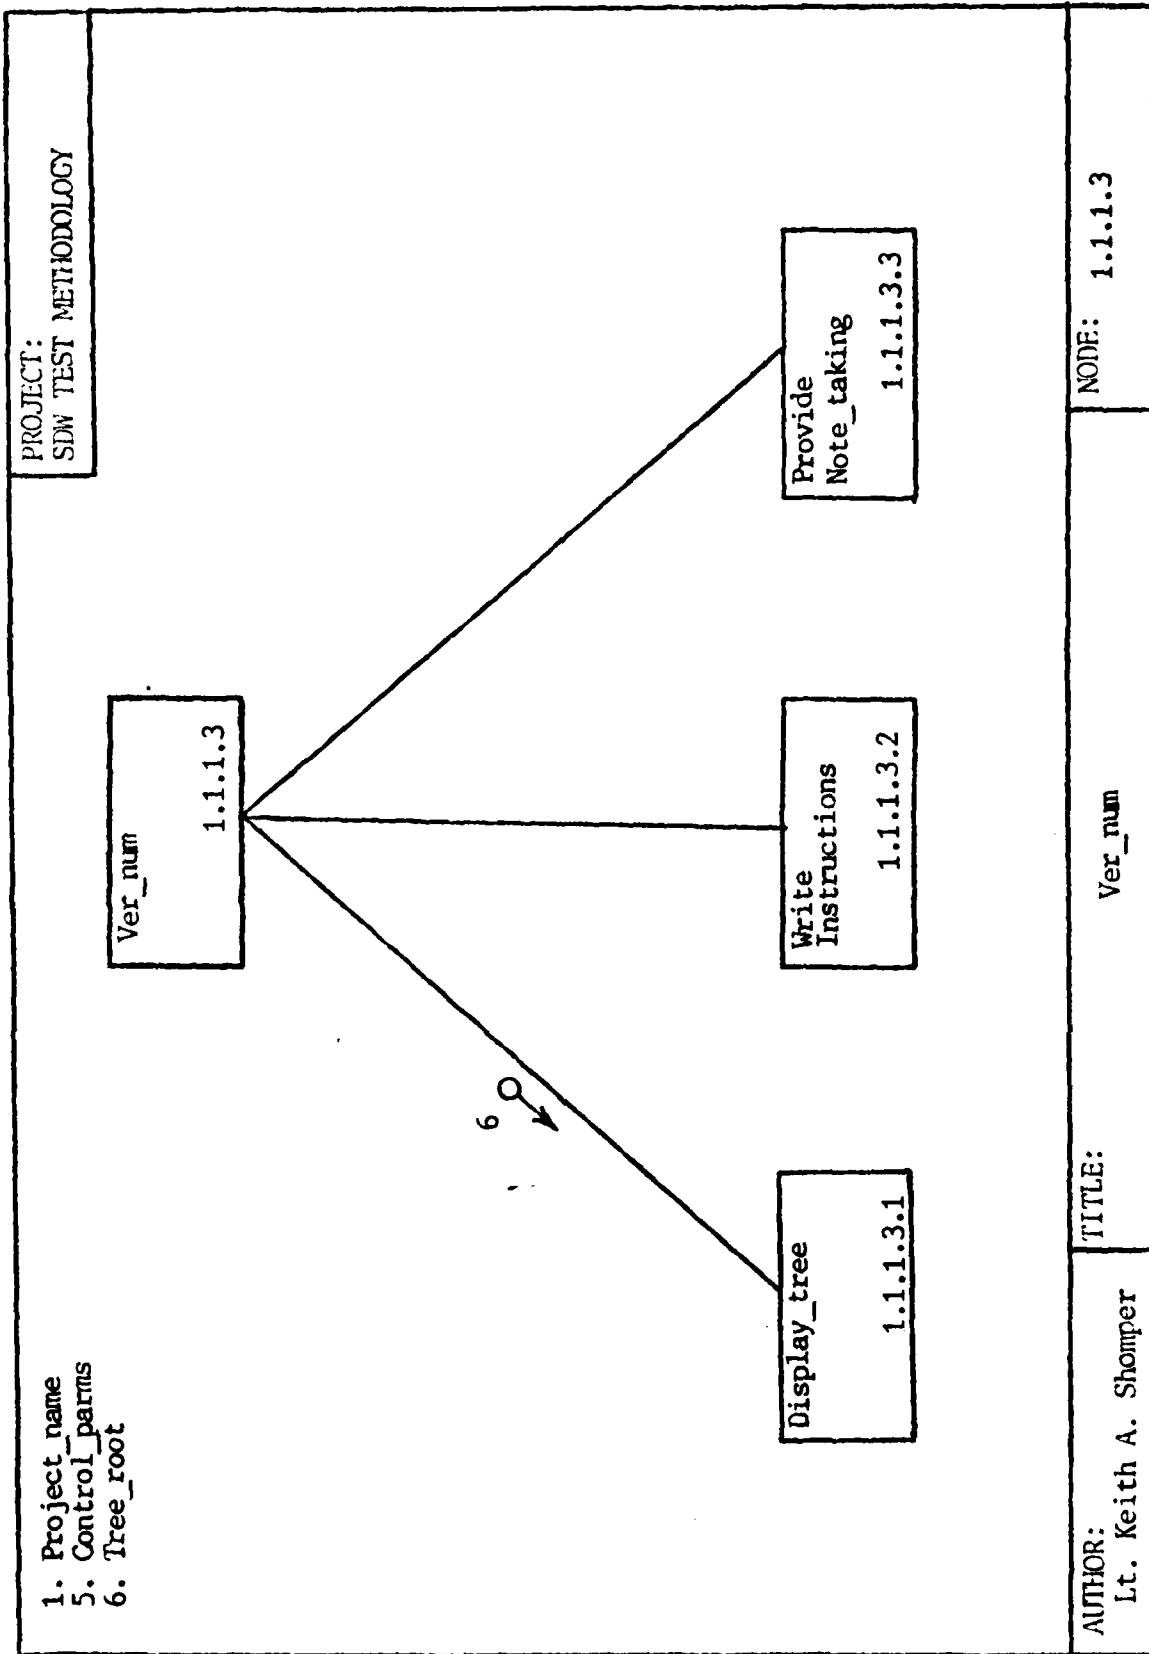 PROJECT:
SDW TEST METHODOLOGY
1. Project_name
5. Control_parms
6. Tree_root
Ver_num
1.1.1.3
6
Display_tree
1.1.1.3.1
Write
Instructions
1.1.1.3.2
Provide
Note_taking
1.1.1.3.3
AUTHOR:
Lt. Keith A. Shomper
TITLE:
Ver_num
NODE: 1.1.1.3